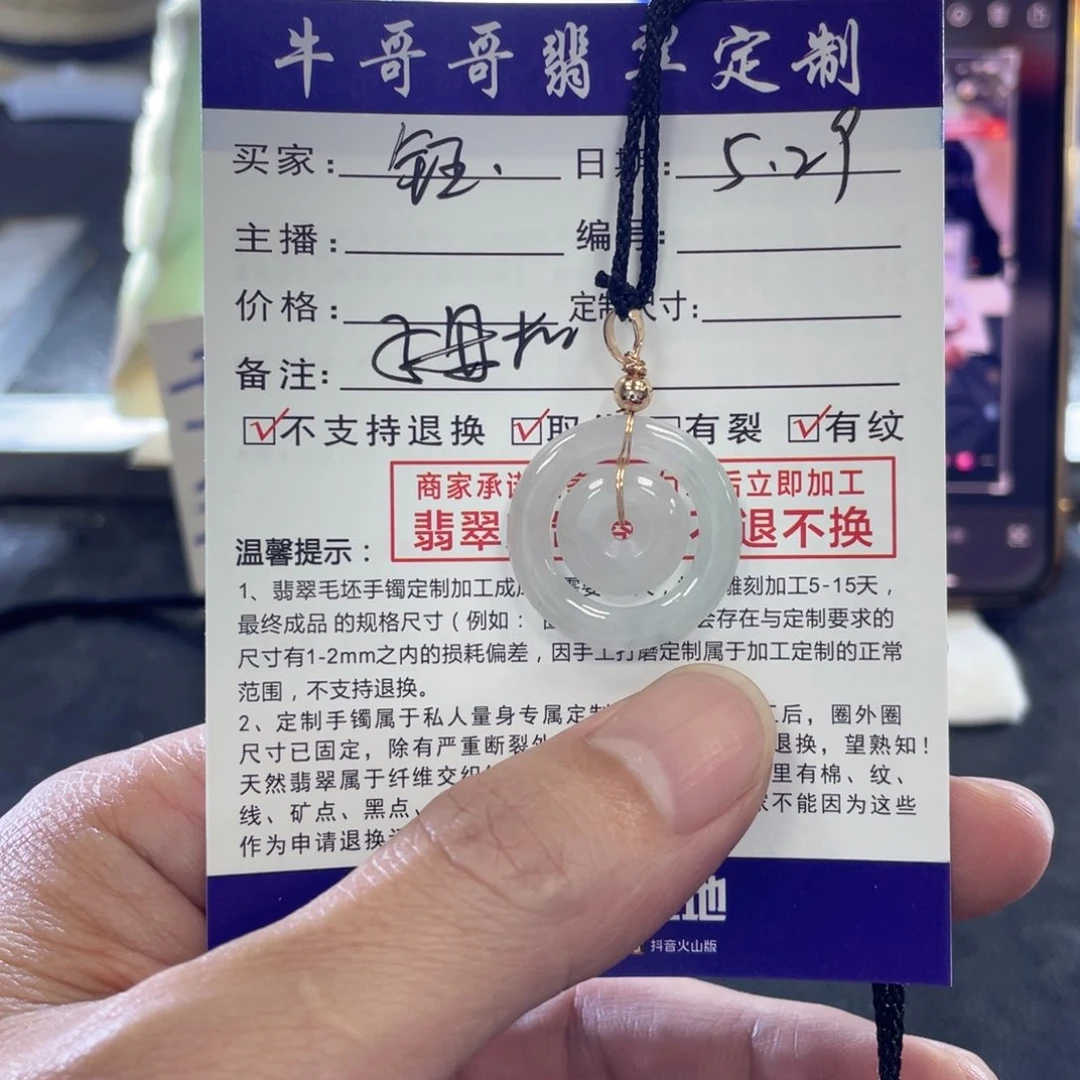 牛哥哥翡翠定制
买家： 钰. 日期： 5.29
主播： 编号：
价格： 定制尺寸：
备注：
不支持退换 取 有裂 有纹
商家承诺 后立即加工
翡翠 不退不换
温馨提示：
1、翡翠毛坯手镯定制加工成 雕刻加工5-15天，
最终成品的规格尺寸（例如： 会存在与定制要求的
尺寸有1-2mm之内的损耗偏差，因手工打磨定制属于加工定制的正常
范围，不支持退换。
2、定制手镯属于私人量身专属定制 后，圈外圈
尺寸已固定，除有严重断裂外 退换，望熟知！
天然翡翠属于纤维交织 里有棉、纹、
线、矿点、黑点、 不能因为这些
作为申请退换
地
抖音火山版